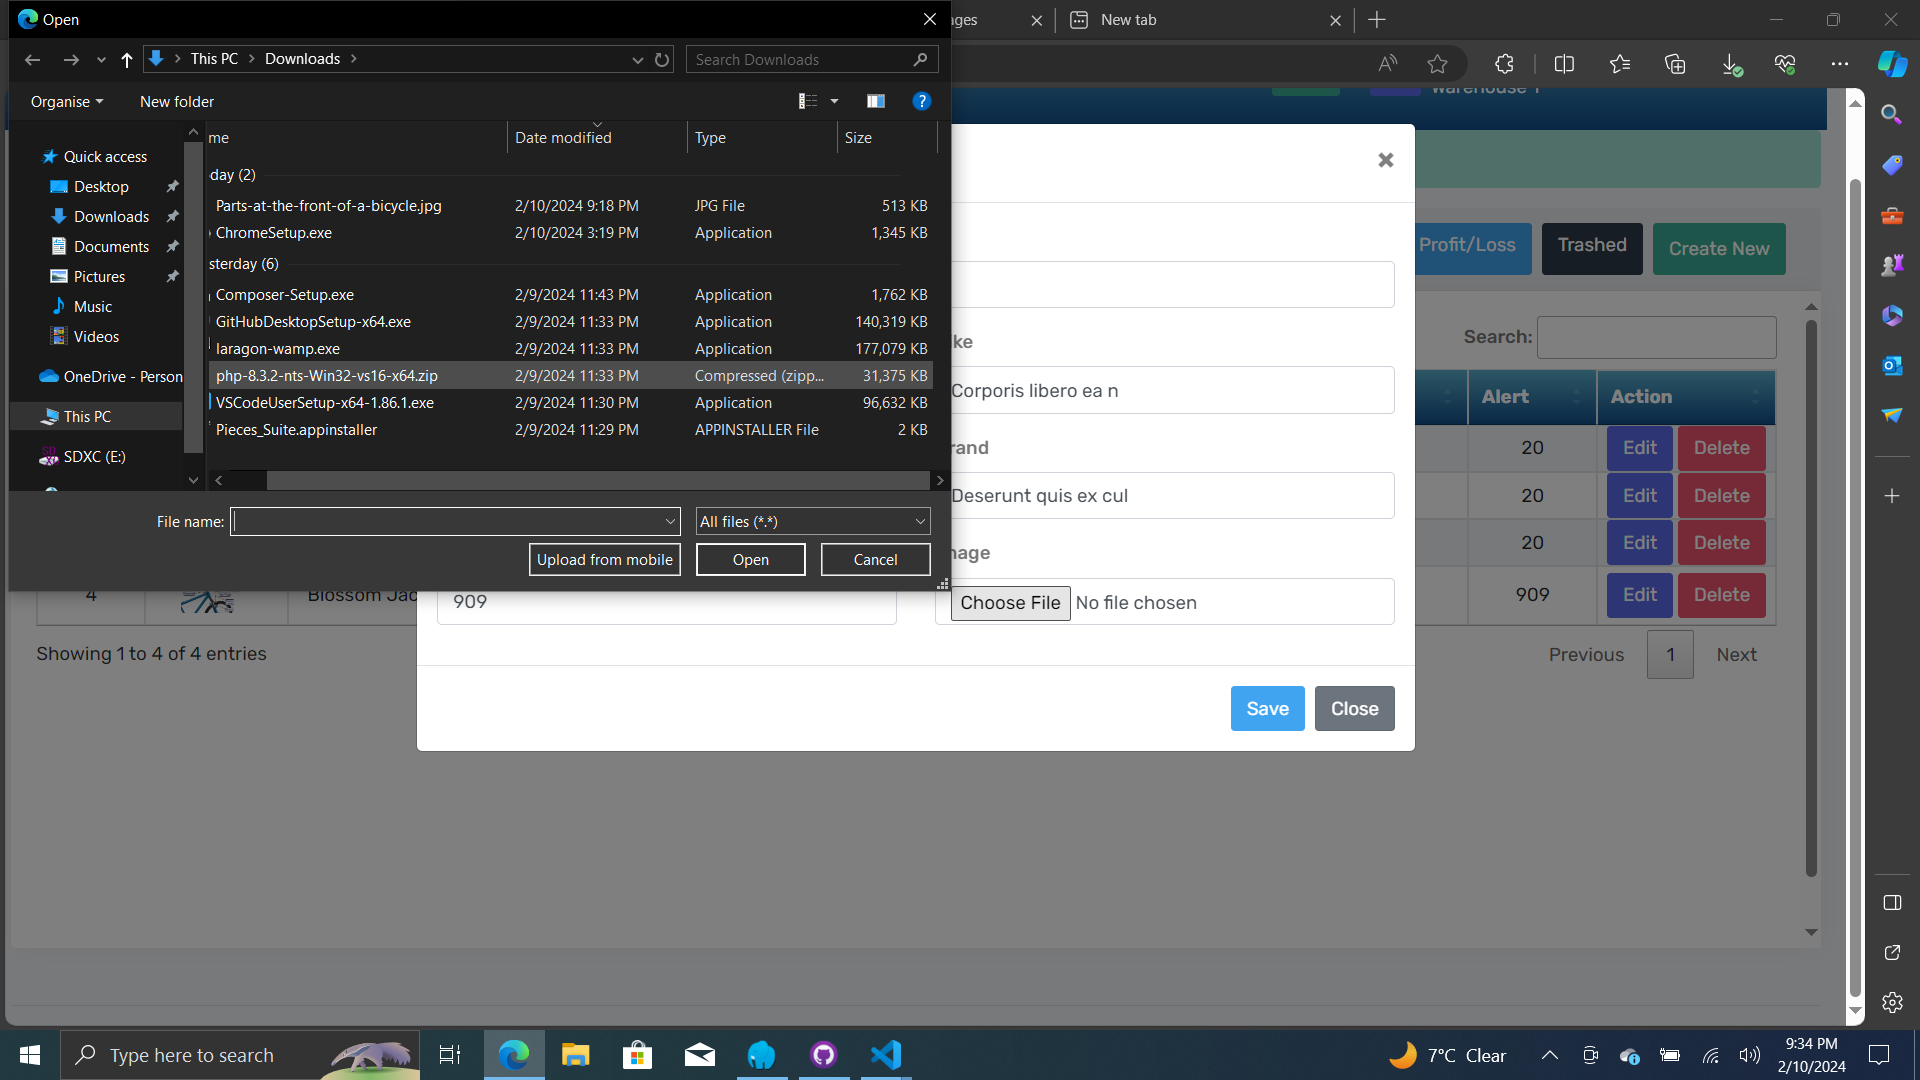 Open
ages
New tab
This PC
Downloads
Search Downloads
Organise
New folder
Warehouse 1
me
Date modified
Type
Size
Quick access
Desktop
Downloads
Documents
Pictures
Music
Videos
OneDrive - Person
This PC
SDXC (E:)
day (2)
Parts-at-the-front-of-a-bicycle.jpg 2/10/2024 9:18 PM JPG File 513 KB
ChromeSetup.exe 2/10/2024 3:19 PM Application 1,345 KB
sterday (6)
Composer-Setup.exe 2/9/2024 11:43 PM Application 1,762 KB
GitHubDesktopSetup-x64.exe 2/9/2024 11:33 PM Application 140,319 KB
laragon-wamp.exe 2/9/2024 11:33 PM Application 177,079 KB
php-8.3.2-nts-Win32-vs16-x64.zip 2/9/2024 11:33 PM Compressed (zipp... 31,375 KB
VSCodeUserSetup-x64-1.86.1.exe 2/9/2024 11:30 PM Application 96,632 KB
Pieces_Suite.appinstaller 2/9/2024 11:29 PM APPINSTALLER File 2 KB
File name:
All files (*.*)
Upload from mobile
Open
Cancel
Profit/Loss
Trashed
Create New
Search:
ke
Corporis libero ea n
rand
Deserunt quis ex cul
nage
Choose File No file chosen
909
Save
Close
Alert
Action
20 Edit Delete
20 Edit Delete
20 Edit Delete
909 Edit Delete
4
Blossom Jac
Showing 1 to 4 of 4 entries
Previous
1
Next
Type here to search
7°C Clear
9:34 PM
2/10/2024